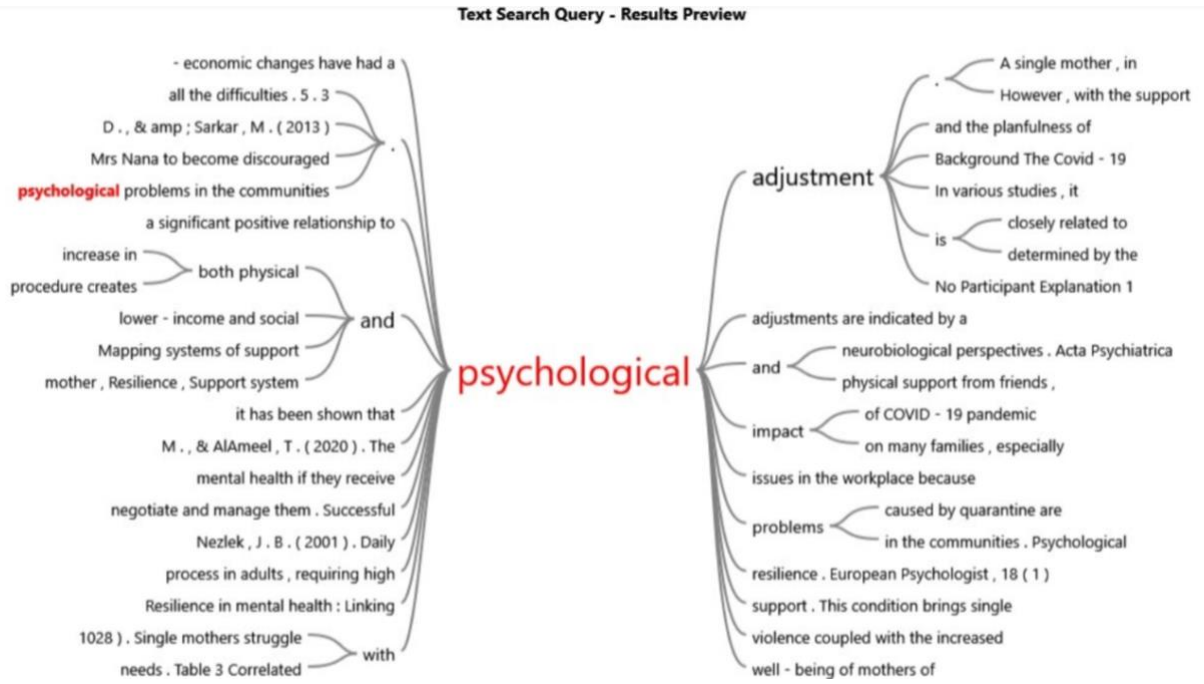 Text Search Query - Results Preview
- economic changes have had a
all the difficulties . 5 . 3
D . , & amp ; Sarkar , M . ( 2013 )
Mrs Nana to become discouraged
psychological problems in the communities
.
a significant positive relationship to
increase in
procedure creates
both physical
lower - income and social
Mapping systems of support
mother , Resilience , Support system
and
it has been shown that
M . , & AlAmeel , T . ( 2020 ) . The
mental health if they receive
negotiate and manage them . Successful
Nezlek , J . B . ( 2001 ) . Daily
process in adults , requiring high
Resilience in mental health : Linking
1028 ) . Single mothers struggle
needs . Table 3 Correlated
with
psychological
adjustment
.
A single mother , in
However , with the support
and the planfulness of
Background The Covid - 19
In various studies , it
is
closely related to
determined by the
No Participant Explanation 1
adjustments are indicated by a
and
neurobiological perspectives . Acta Psychiatrica
physical support from friends ,
impact
of COVID - 19 pandemic
on many families , especially
issues in the workplace because
problems
caused by quarantine are
in the communities . Psychological
resilience . European Psychologist , 18 ( 1 )
support . This condition brings single
violence coupled with the increased
well - being of mothers of